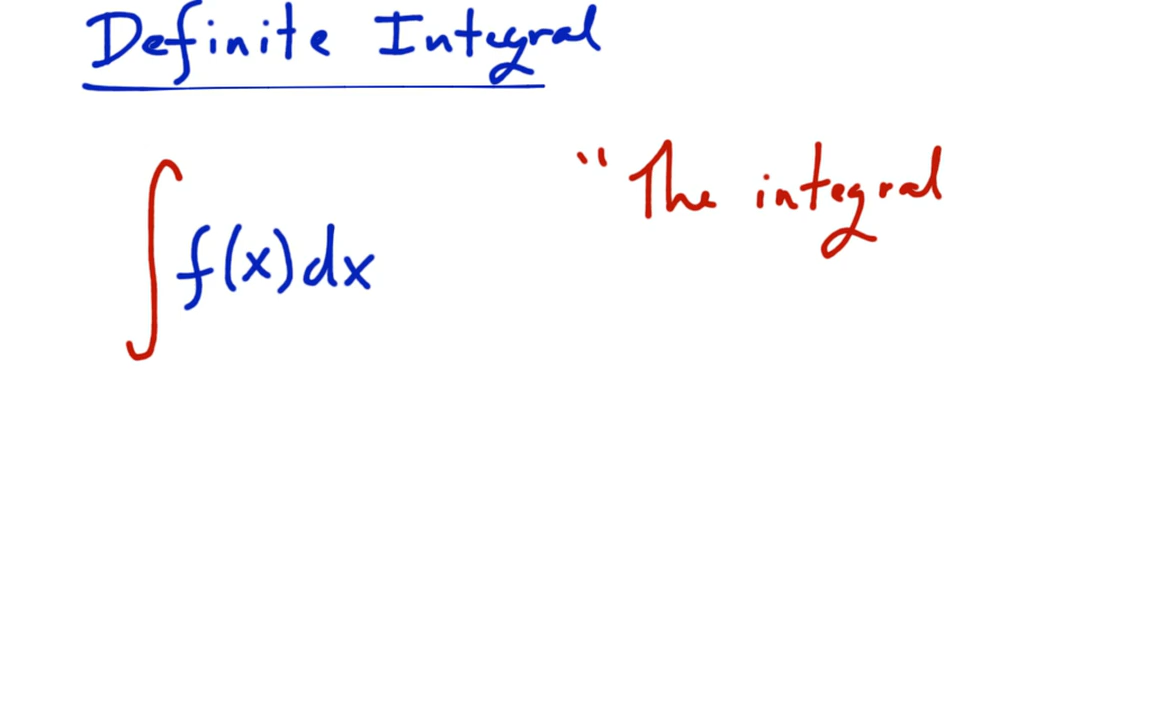 Definite Integral
"The integral
∫f(x)dx